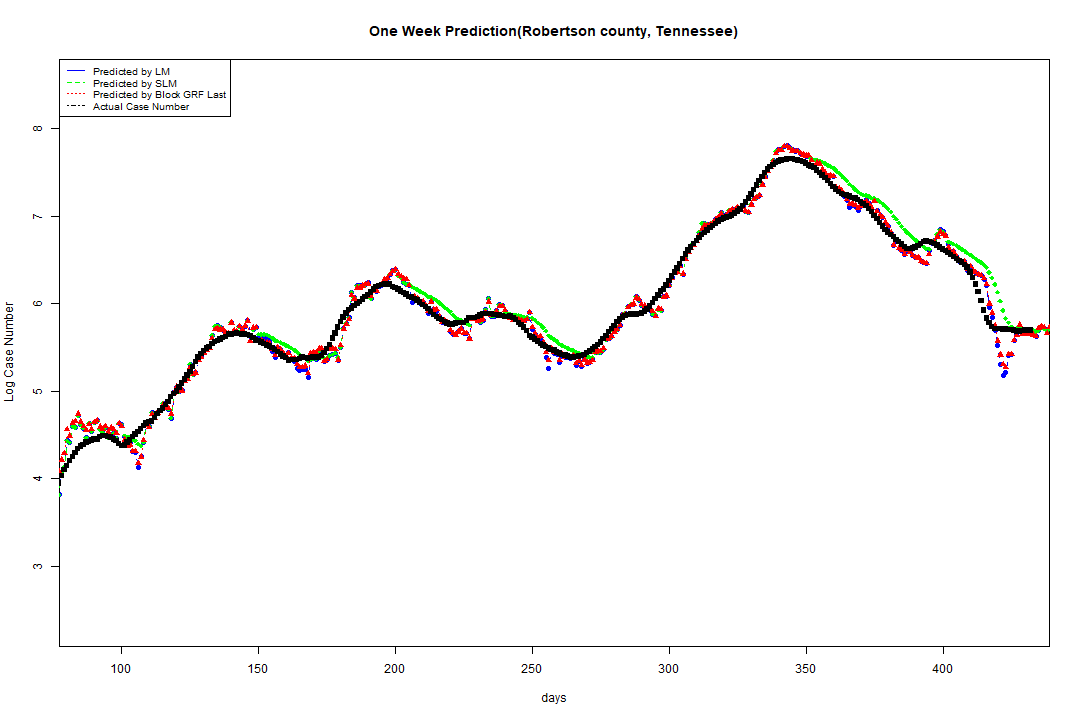 One Week Prediction(Robertson county, Tennessee)
Predicted by LM
Predicted by SLM
Predicted by Block GRF Last
Actual Case Number
Log Case Number
8
7
6
5
4
3
100 150 200 250 300 350 400
days